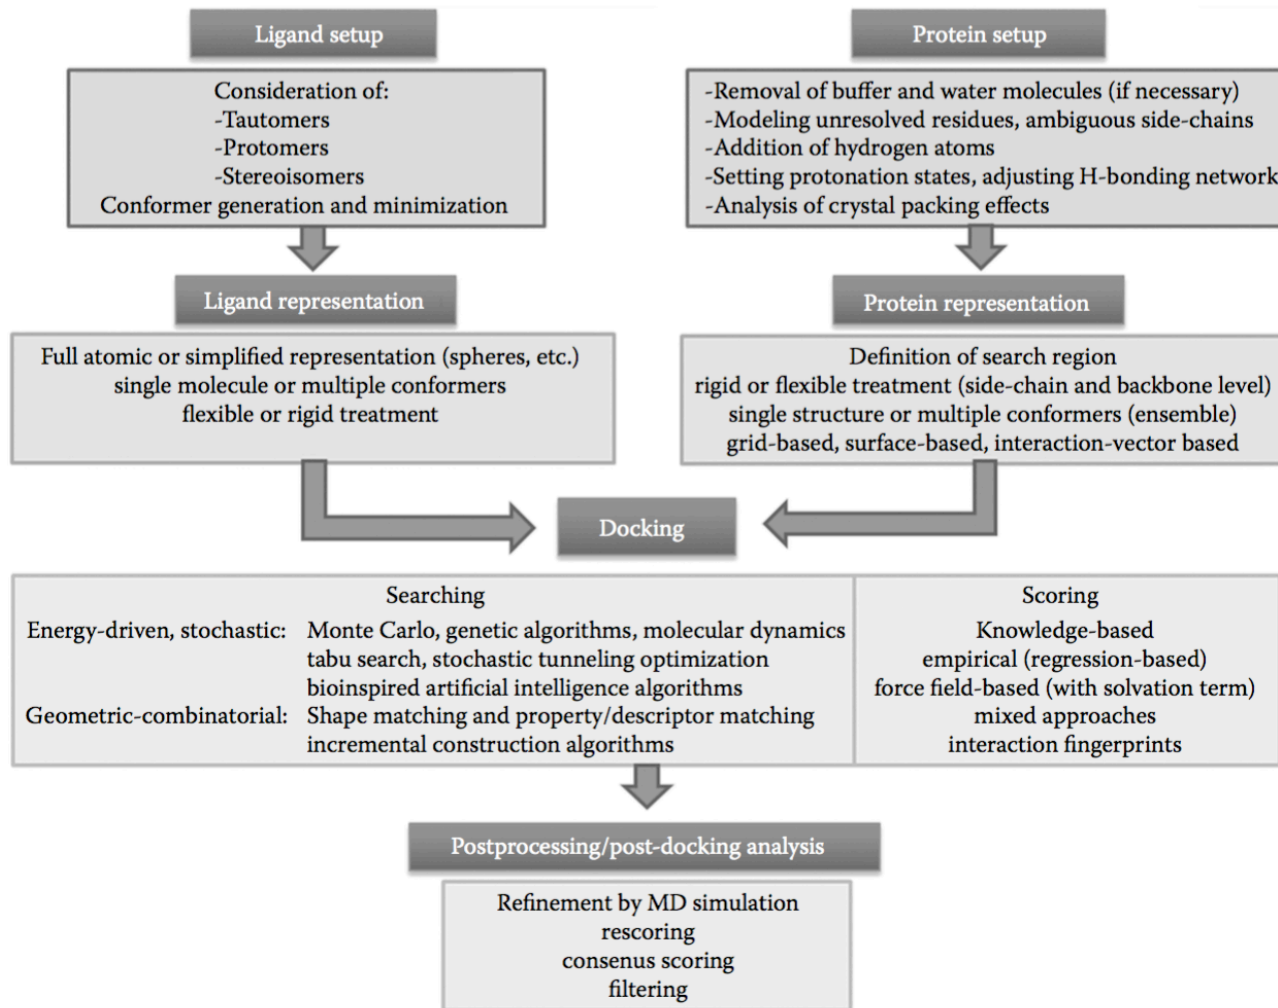 Ligand setup
Consideration of:
-Tautomers
-Protomers
-Stereoisomers
Conformer generation and minimization
Protein setup
-Removal of buffer and water molecules (if necessary)
-Modeling unresolved residues, ambiguous side-chains
-Addition of hydrogen atoms
-Setting protonation states, adjusting H-bonding network
-Analysis of crystal packing effects
Ligand representation
Full atomic or simplified representation (spheres, etc.)
single molecule or multiple conformers
flexible or rigid treatment
Protein representation
Definition of search region
rigid or flexible treatment (side-chain and backbone level)
single structure or multiple conformers (ensemble)
grid-based, surface-based, interaction-vector based
Docking
Searching
Energy-driven, stochastic: Monte Carlo, genetic algorithms, molecular dynamics
tabu search, stochastic tunneling optimization
bioinspired artificial intelligence algorithms
Geometric-combinatorial: Shape matching and property/descriptor matching
incremental construction algorithms
Scoring
Knowledge-based
empirical (regression-based)
force field-based (with solvation term)
mixed approaches
interaction fingerprints
Postprocessing/post-docking analysis
Refinement by MD simulation
rescoring
consenus scoring
filtering